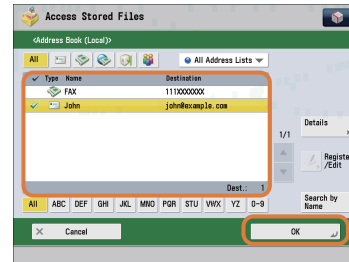 Access Stored Files
<Address Book (Local)>
All
All Address Lists
Type Name Destination
FAX 111XXXXXXX
John john@example.com
1/1
Details
Registe
/Edit
Dest.: 1
All ABC DEF GHI JKL MNO PQR STU VWX YZ 0-9
Search by
Name
Cancel
OK